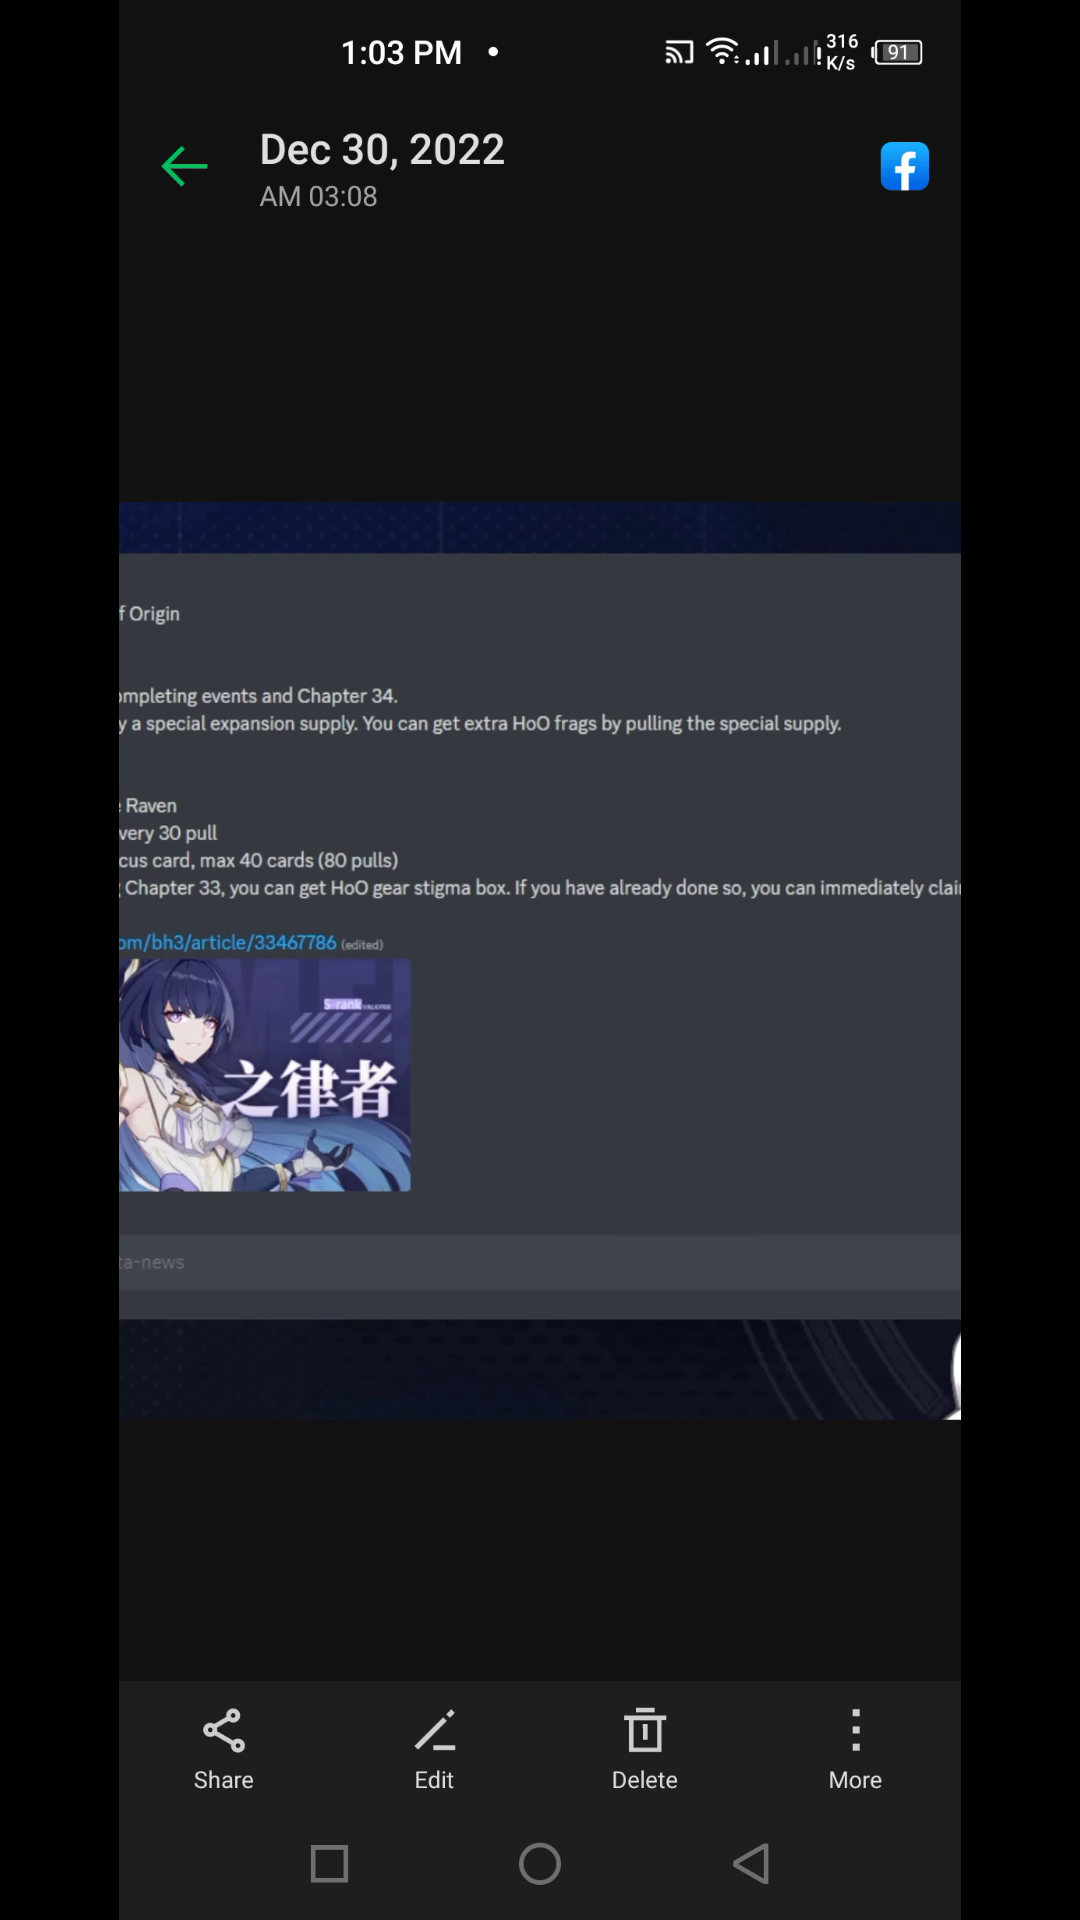 1:03 PM
316
K/s
91
Dec 30, 2022
AM 03:08
f Origin
ompleting events and Chapter 34.
y a special expansion supply. You can get extra HoO frags by pulling the special supply.
Raven
very 30 pull
cus card, max 40 cards (80 pulls)
Chapter 33, you can get HoO gear stigma box. If you have already done so, you can immediately clai
om/bh3/article/33467786 (edited)
S-rank VALKYRIE
之律者
ta-news
Share
Edit
Delete
More